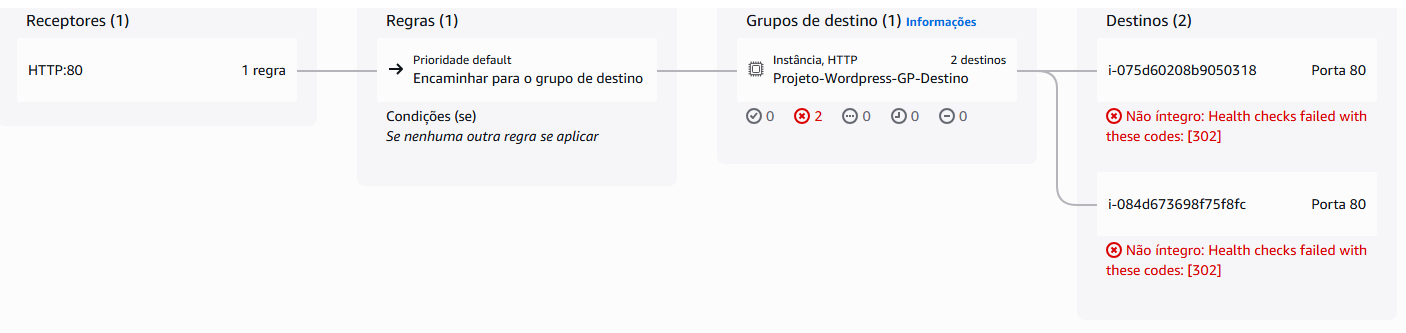 Receptores (1)
HTTP:80
1 regra
Regras (1)
Prioridade default
Encaminhar para o grupo de destino
Condições (se)
Se nenhuma outra regra se aplicar
Grupos de destino (1) Informações
Instância, HTTP
2 destinos
Projeto-Wordpress-GP-Destino
0 2 0 0 0
Destinos (2)
i-075d60208b9050318
Porta 80
Não íntegro: Health checks failed with
these codes: [302]
i-084d673698f75f8fc
Porta 80
Não íntegro: Health checks failed with
these codes: [302]